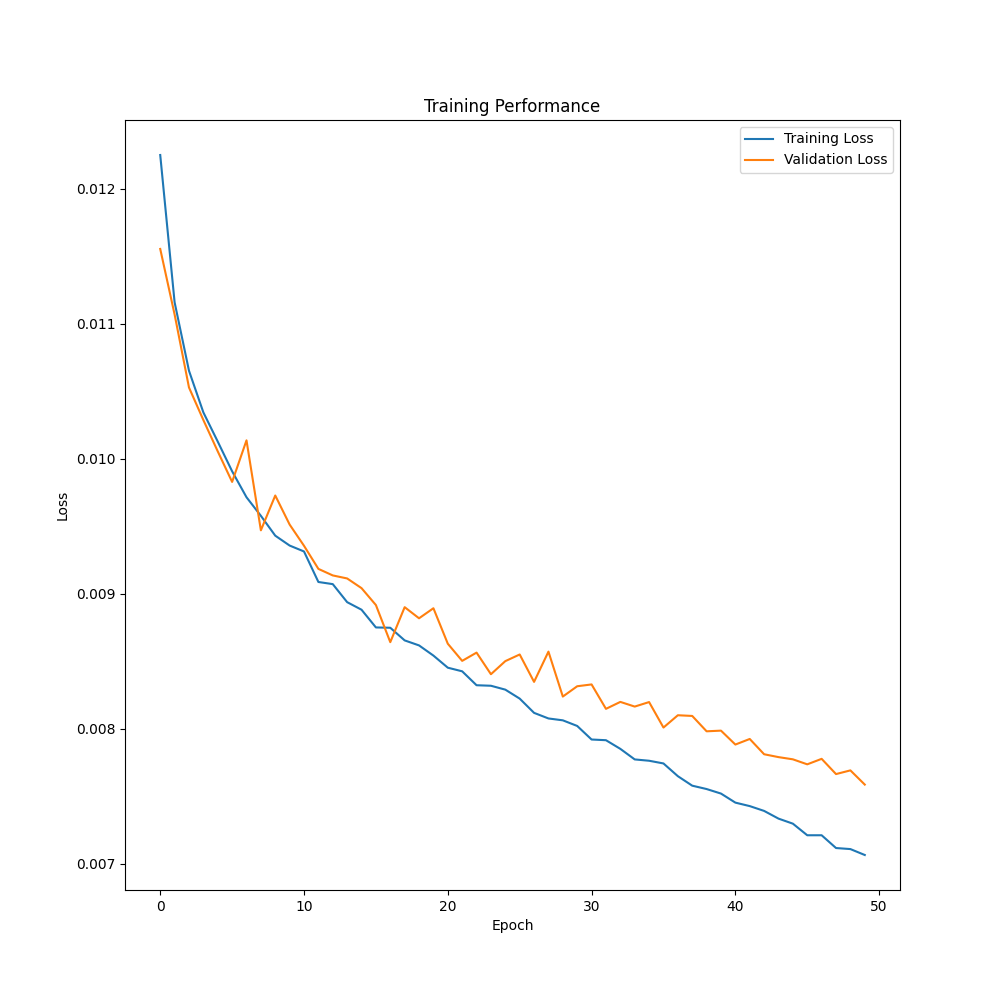 Training Performance
Training Loss
Validation Loss
0.012
0.011
0.010
0.009
0.008
0.007
Loss
0 10 20 30 40 50
Epoch